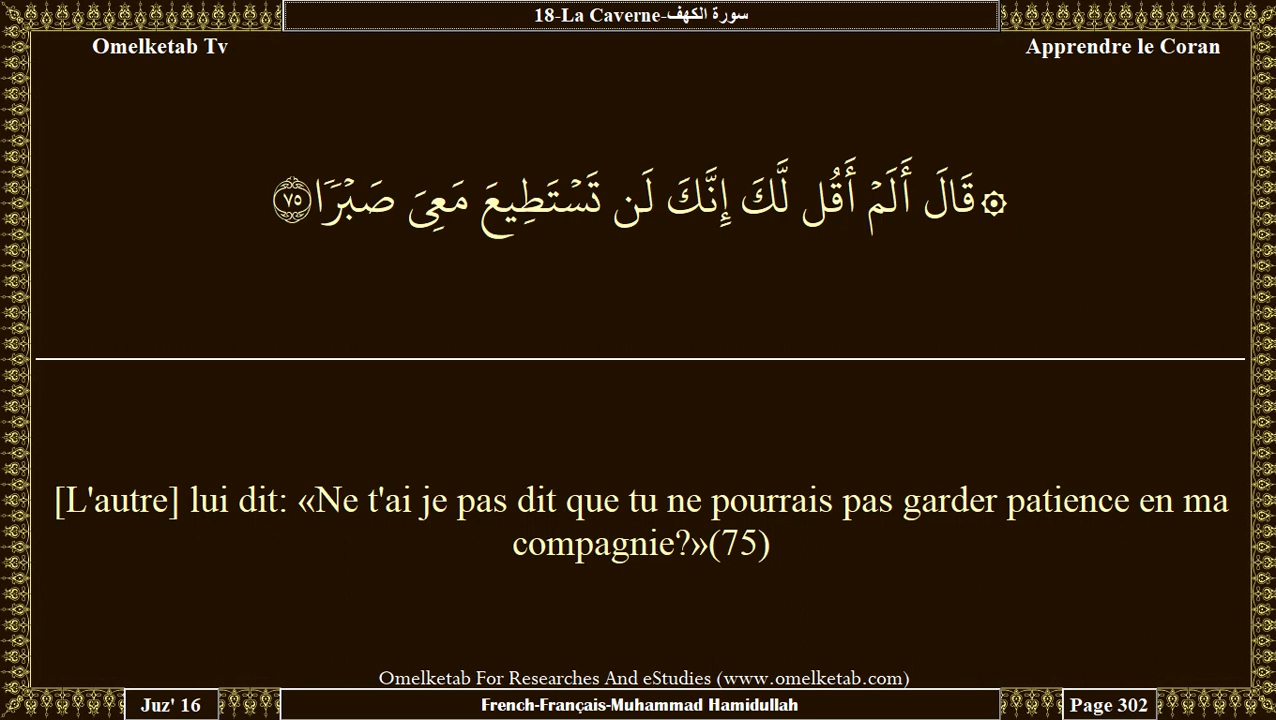 18-La Caverne-سورة الكهف
Omelketab Tv
Apprendre le Coran
۞ قَالَ أَلَمْ أَقُل لَّكَ إِنَّكَ لَن تَسْتَطِيعَ مَعِىَ صَبْرًا ٧٥
[L'autre] lui dit: «Ne t'ai je pas dit que tu ne pourrais pas garder patience en ma
compagnie?»(75)
Omelketab For Researches And eStudies (www.omelketab.com)
Juz' 16
French-Français-Muhammad Hamidullah
Page 302